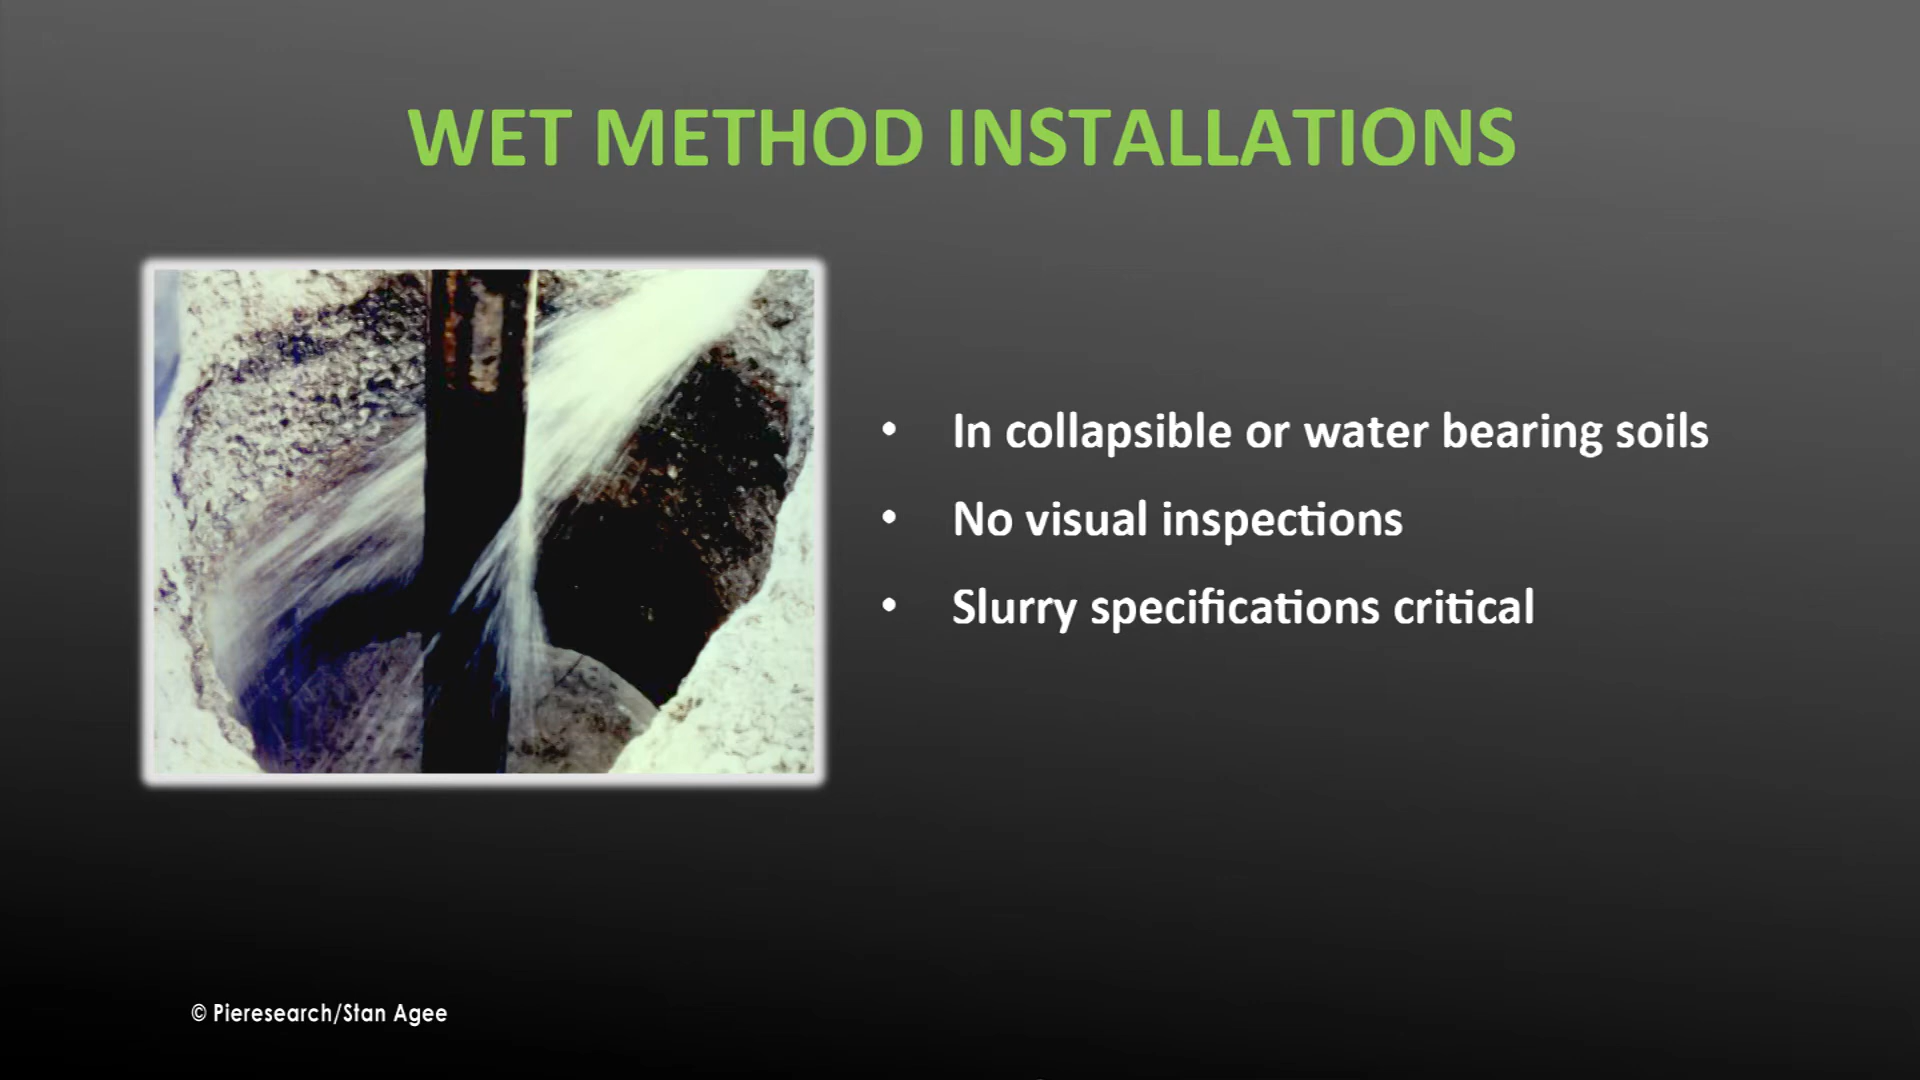 WET METHOD INSTALLATIONS
• In collapsible or water bearing soils
• No visual inspections
• Slurry specifications critical
© Pieresearch/Stan Agee